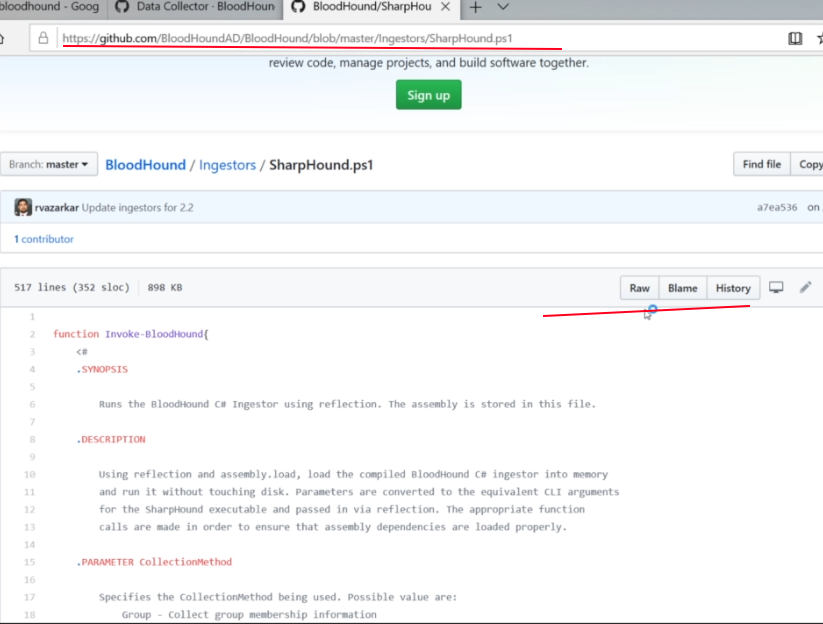 bloodhound - Goog
Data Collector · BloodHoun
BloodHound/SharpHou
https://github.com/BloodHoundAD/BloodHound/blob/master/Ingestors/SharpHound.ps1
review code, manage projects, and build software together.
Sign up
Branch: master
BloodHound / Ingestors / SharpHound.ps1
Find file
Copy
rvazarkar Update ingestors for 2.2
a7ea536 on
1 contributor
517 lines (352 sloc) 898 KB
Raw
Blame
History
1
2 function Invoke-BloodHound{
3 <#
4 .SYNOPSIS
5
6 Runs the BloodHound C# Ingestor using reflection. The assembly is stored in this file.
7
8 .DESCRIPTION
9
10 Using reflection and assembly.load, load the compiled BloodHound C# ingestor into memory
11 and run it without touching disk. Parameters are converted to the equivalent CLI arguments
12 for the SharpHound executable and passed in via reflection. The appropriate function
13 calls are made in order to ensure that assembly dependencies are loaded properly.
14
15 .PARAMETER CollectionMethod
16
17 Specifies the CollectionMethod being used. Possible value are:
18 Group - Collect group membership information